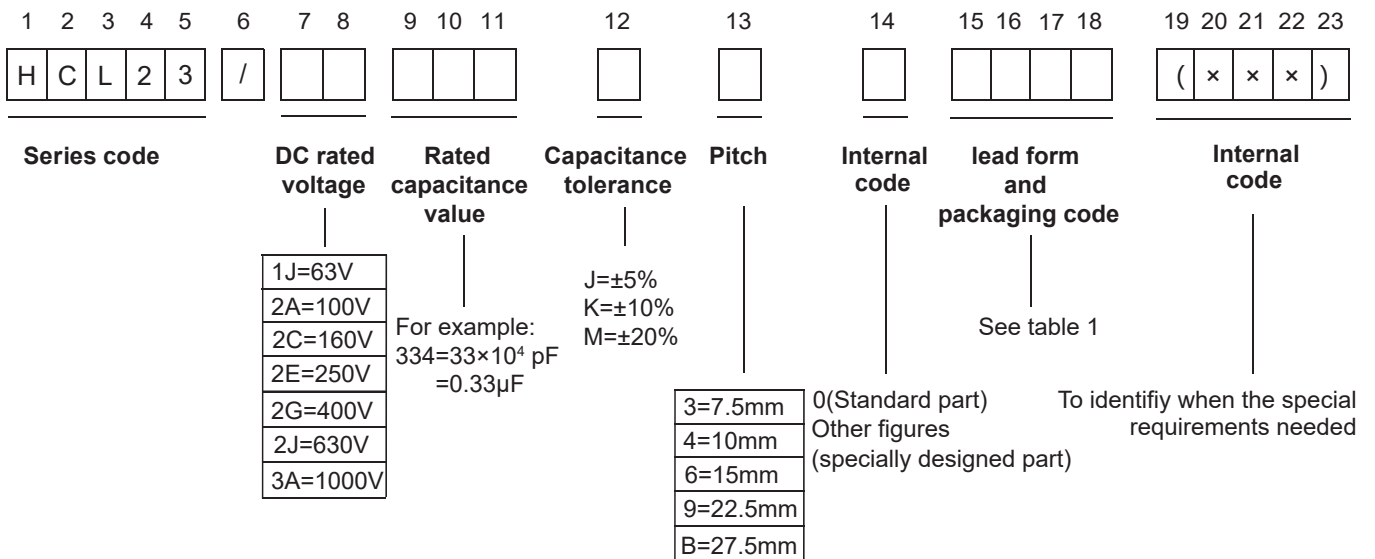 1 2 3 4 5 6 7 8 9 10 11 12 13 14 15 16 17 18 19 20 21 22 23
H C L 2 3 / ( × × × )
Series code
DC rated
voltage
Rated
capacitance
value
Capacitance
tolerance
Pitch
Internal
code
lead form
and
packaging code
Internal
code
1J=63V
2A=100V
2C=160V
2E=250V
2G=400V
2J=630V
3A=1000V
For example:
334=33×10⁴ pF
=0.33µF
J=±5%
K=±10%
M=±20%
3=7.5mm
4=10mm
6=15mm
9=22.5mm
B=27.5mm
0(Standard part)
Other figures
(specially designed part)
See table 1
To identifiy when the special
requirements needed